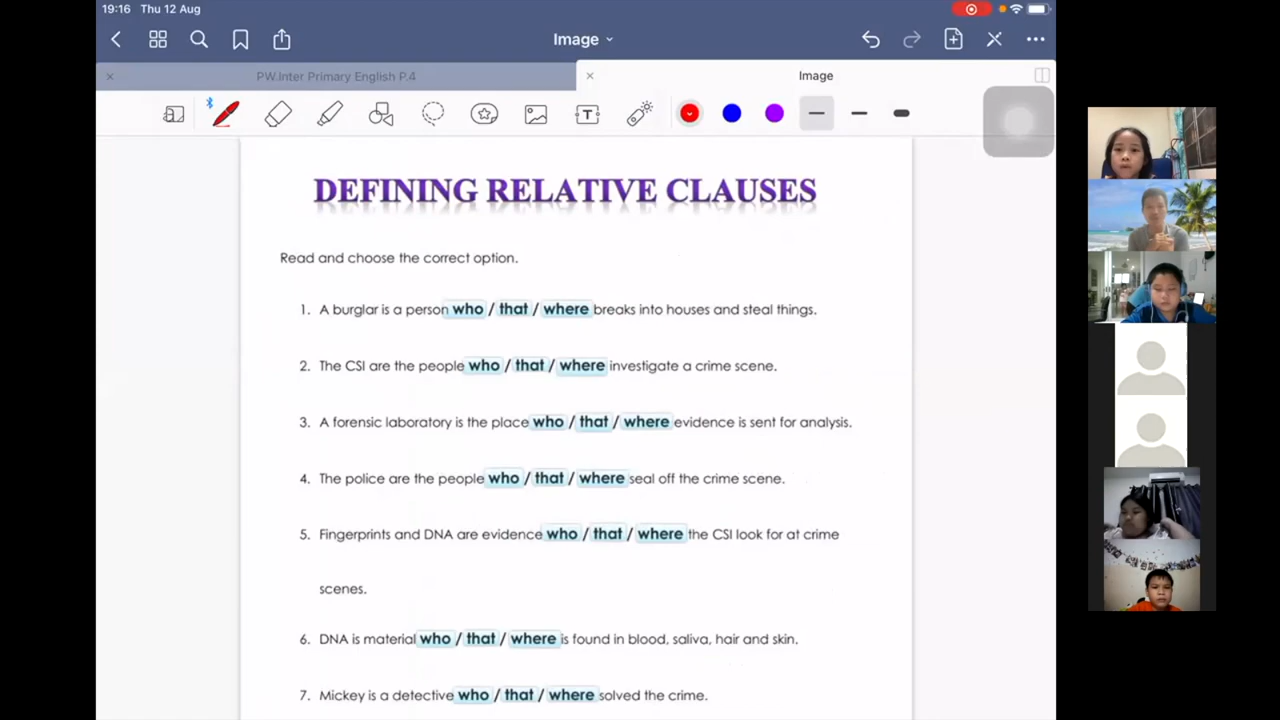 19:16 Thu 12 Aug
Image
PW.Inter Primary English P.4
Image
T
DEFINING RELATIVE CLAUSES
Read and choose the correct option.
1. A burglar is a person who / that / where breaks into houses and steal things.
2. The CSI are the people who / that / where investigate a crime scene.
3. A forensic laboratory is the place who / that / where evidence is sent for analysis.
4. The police are the people who / that / where seal off the crime scene.
5. Fingerprints and DNA are evidence who / that / where the CSI look for at crime
scenes.
6. DNA is material who / that / where is found in blood, saliva, hair and skin.
7. Mickey is a detective who / that / where solved the crime.